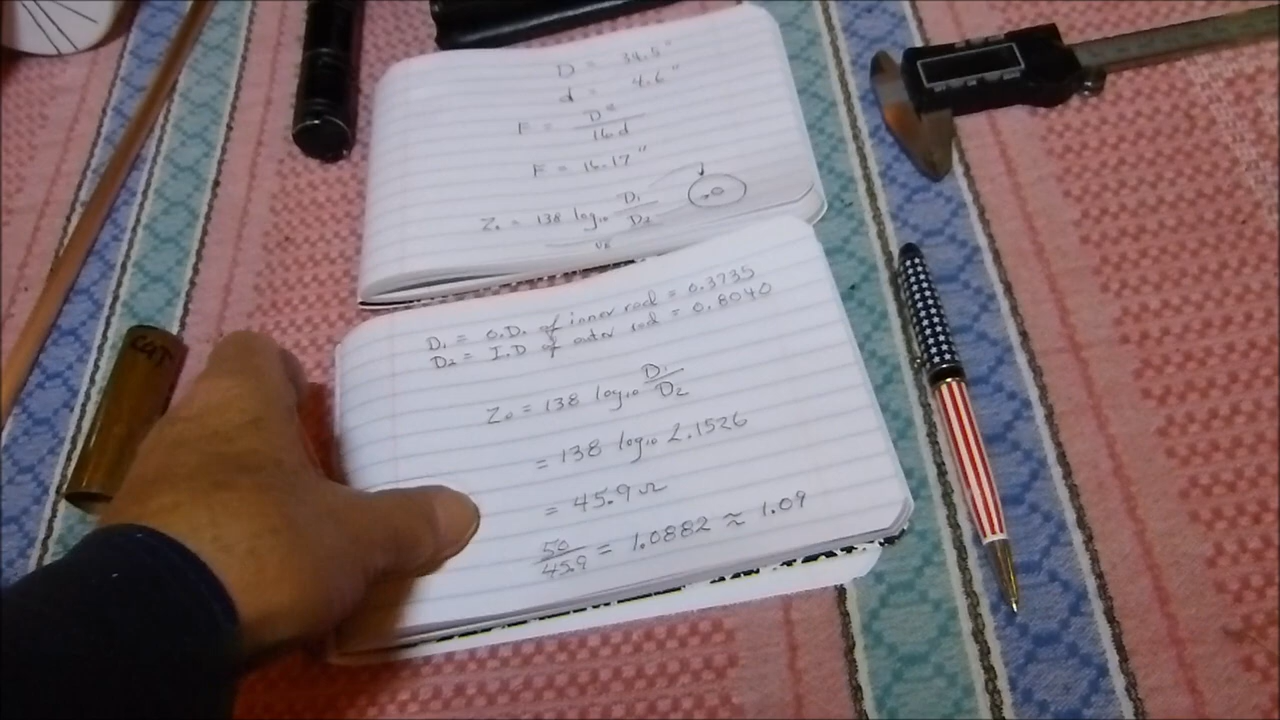 D = 34.5"
d = 4.6"
F = D²/16d
F = 16.17"
Z₀ = 138 log₁₀ D₁/D₂
D₁ = O.D. of inner rod = 0.3735
D₂ = I.D of outer rod = 0.8040
Z₀ = 138 log₁₀ D₁/D₂
= 138 log₁₀ 2.1526
= 45.9 Ω
50/45.9 = 1.0882 ≈ 1.09
CUT